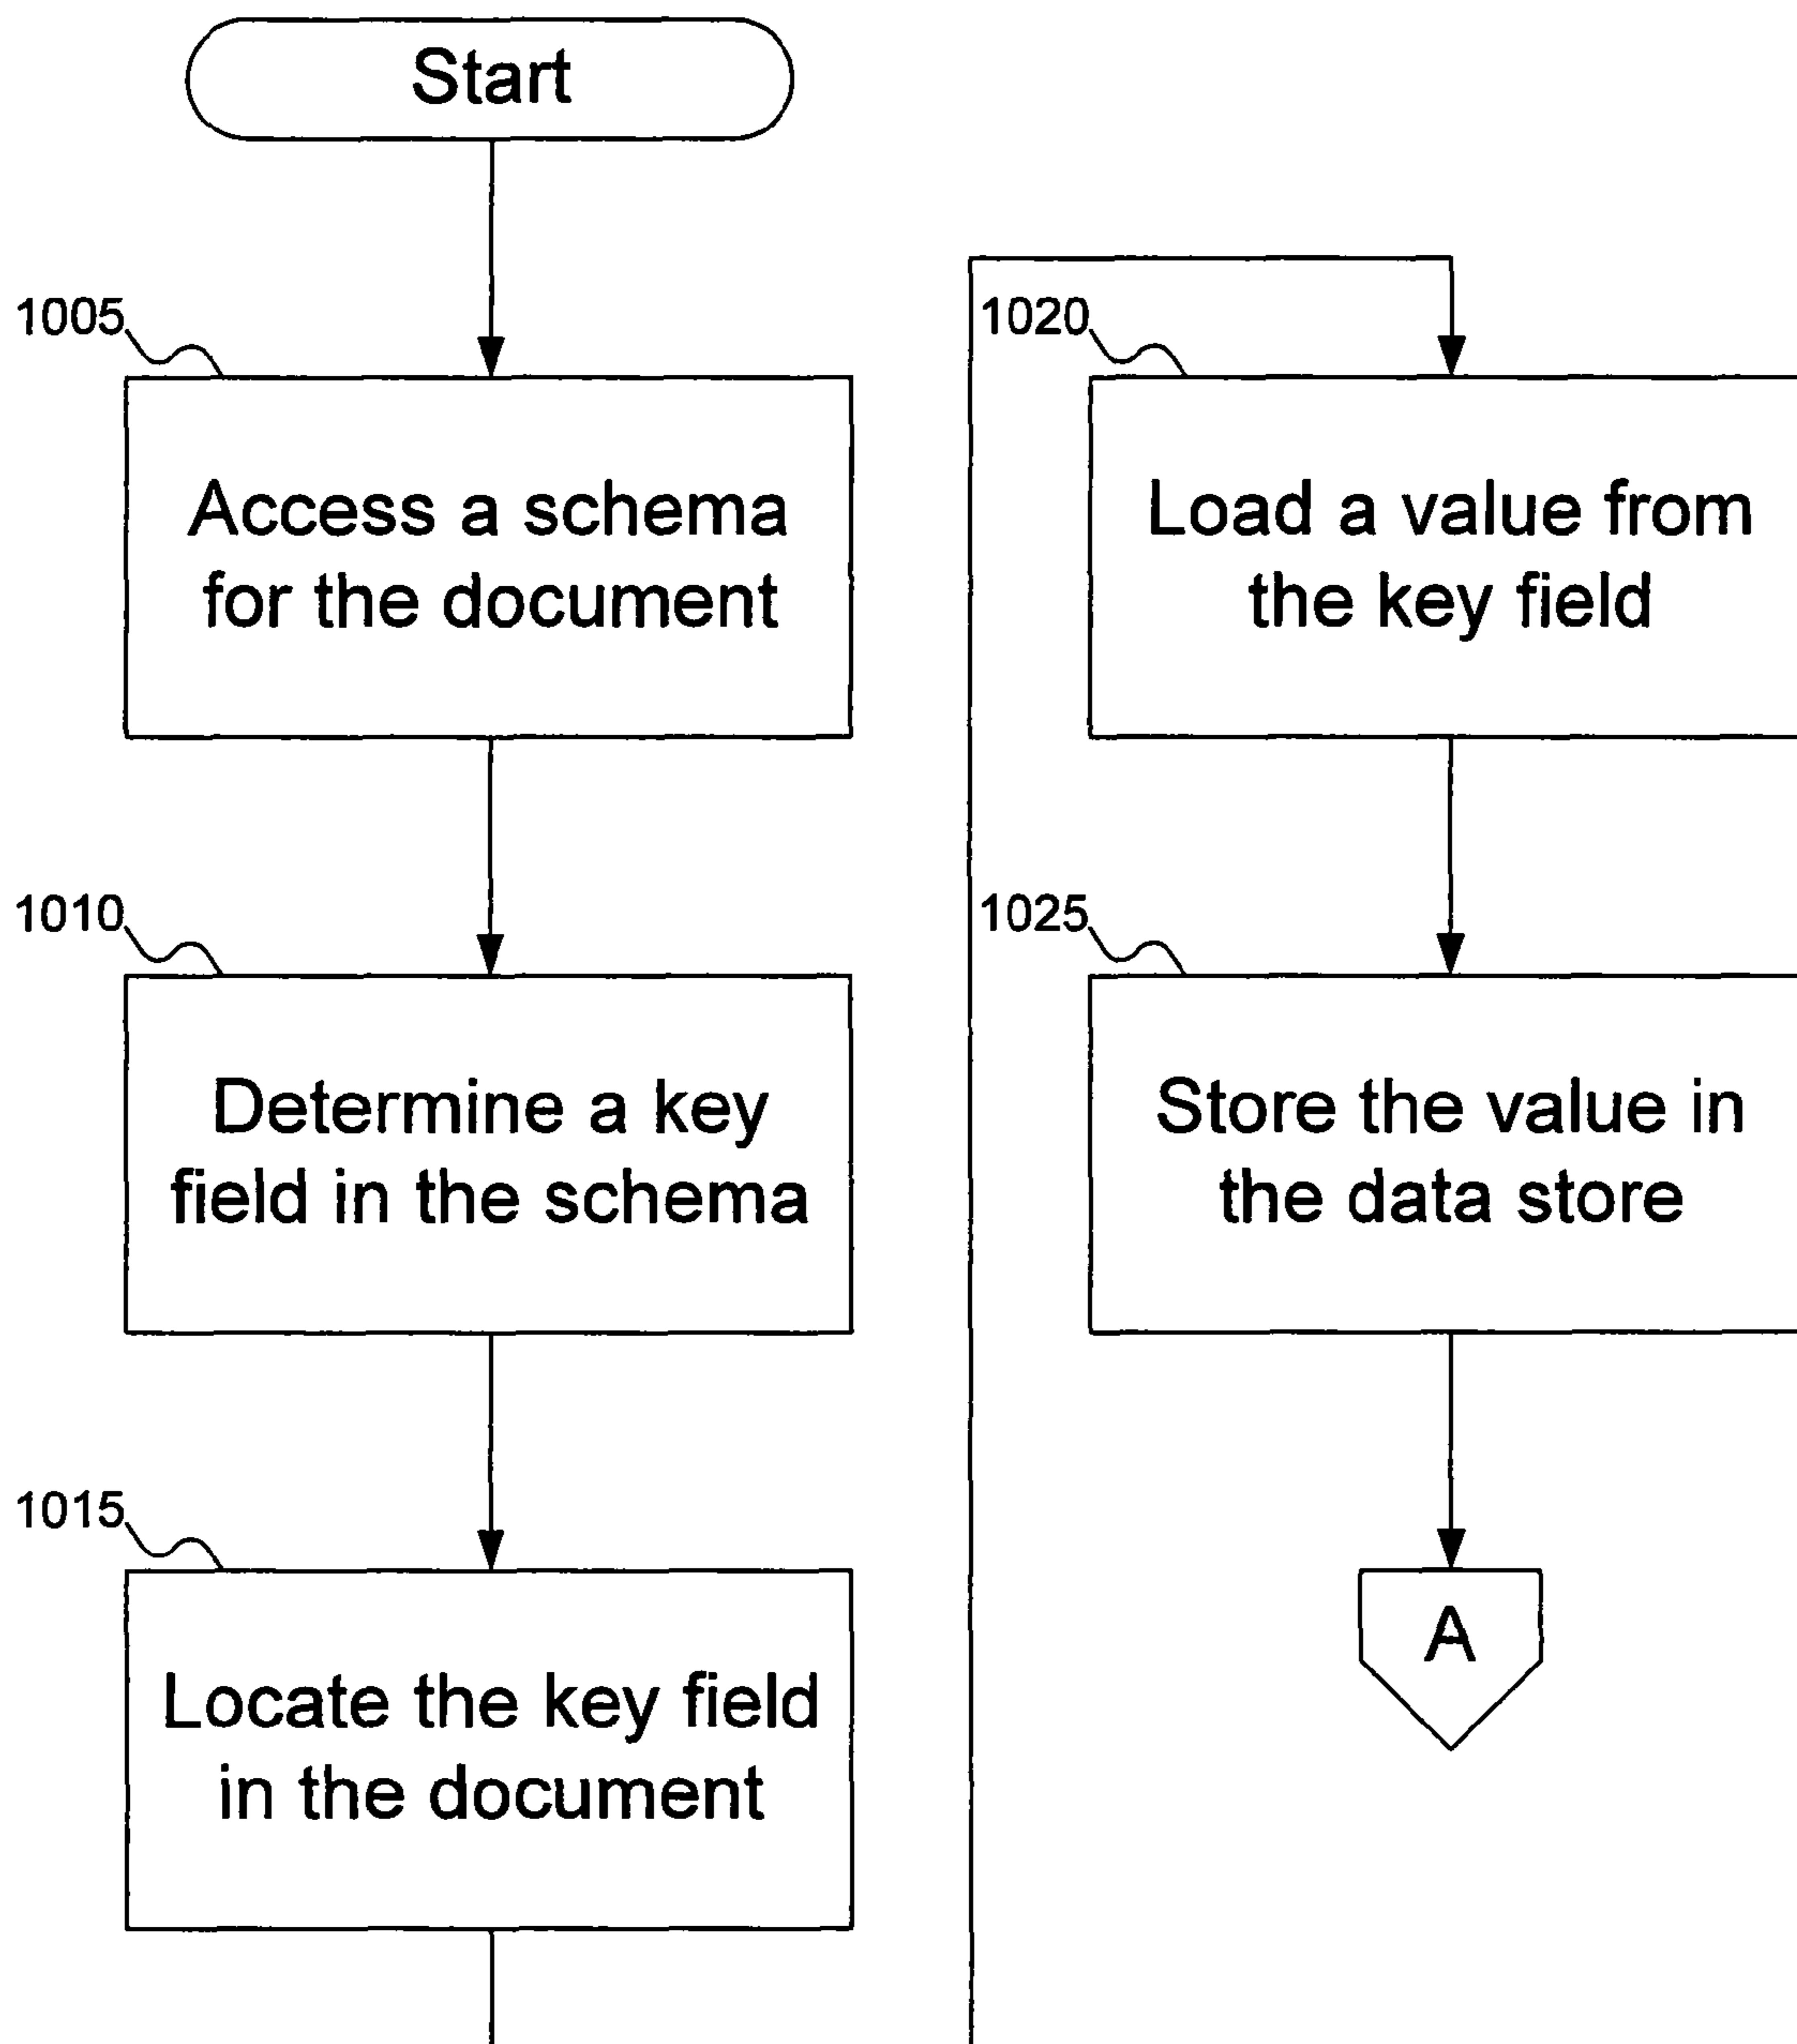 Start
1005
Access a schema
for the document
1010
Determine a key
field in the schema
1015
Locate the key field
in the document
1020
Load a value from
the key field
1025
Store the value in
the data store
A